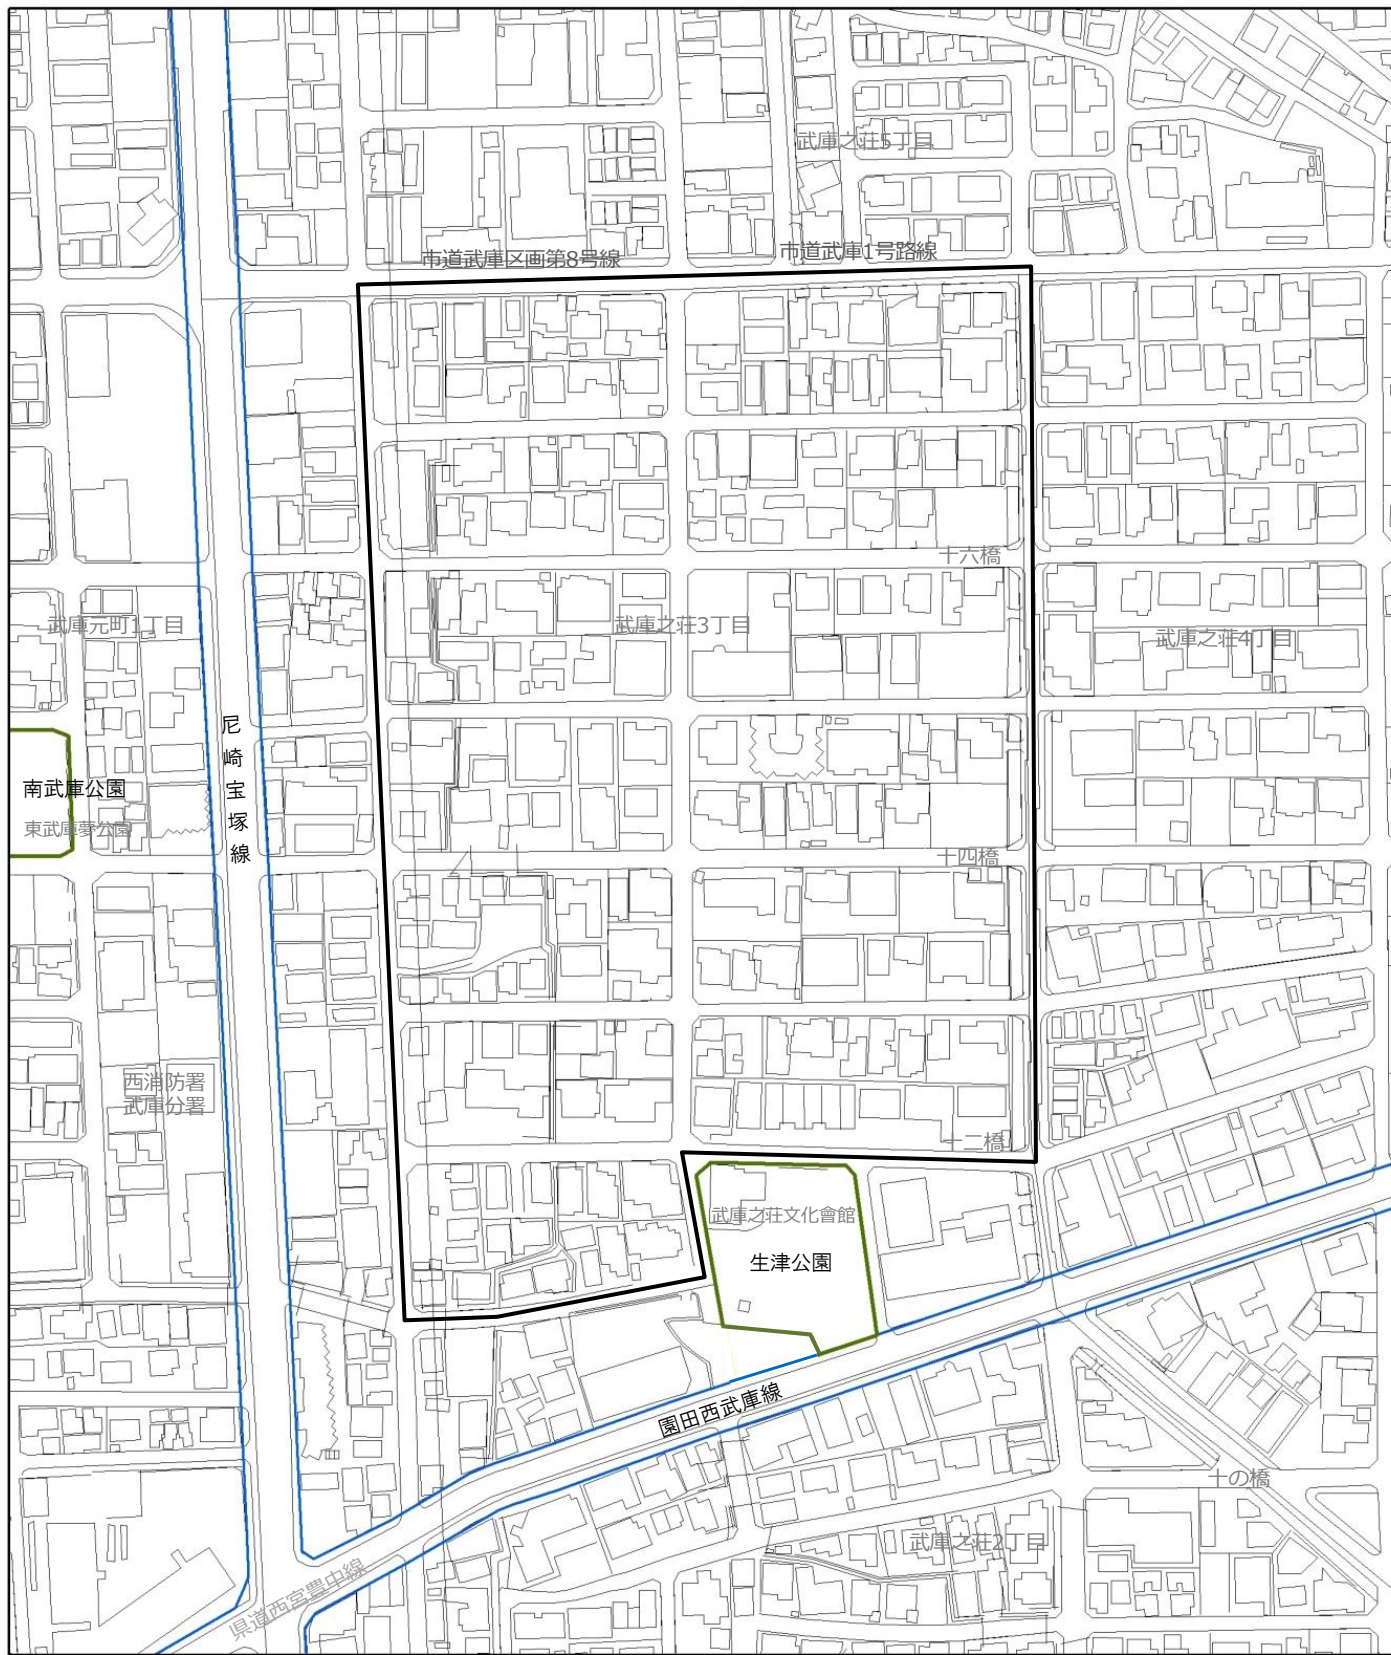 武庫之荘5丁目
市道武庫区画第8号線
市道武庫1号路線
十六橋
武庫元町1丁目
武庫之荘3丁目
武庫之荘4丁目
尼崎宝塚線
南武庫公園
東武庫夢公園
十四橋
西消防署
武庫分署
十二橋
武庫之荘文化會館
生津公園
園田西武庫線
十の橋
武庫之荘2丁目
県道西宮豊中線